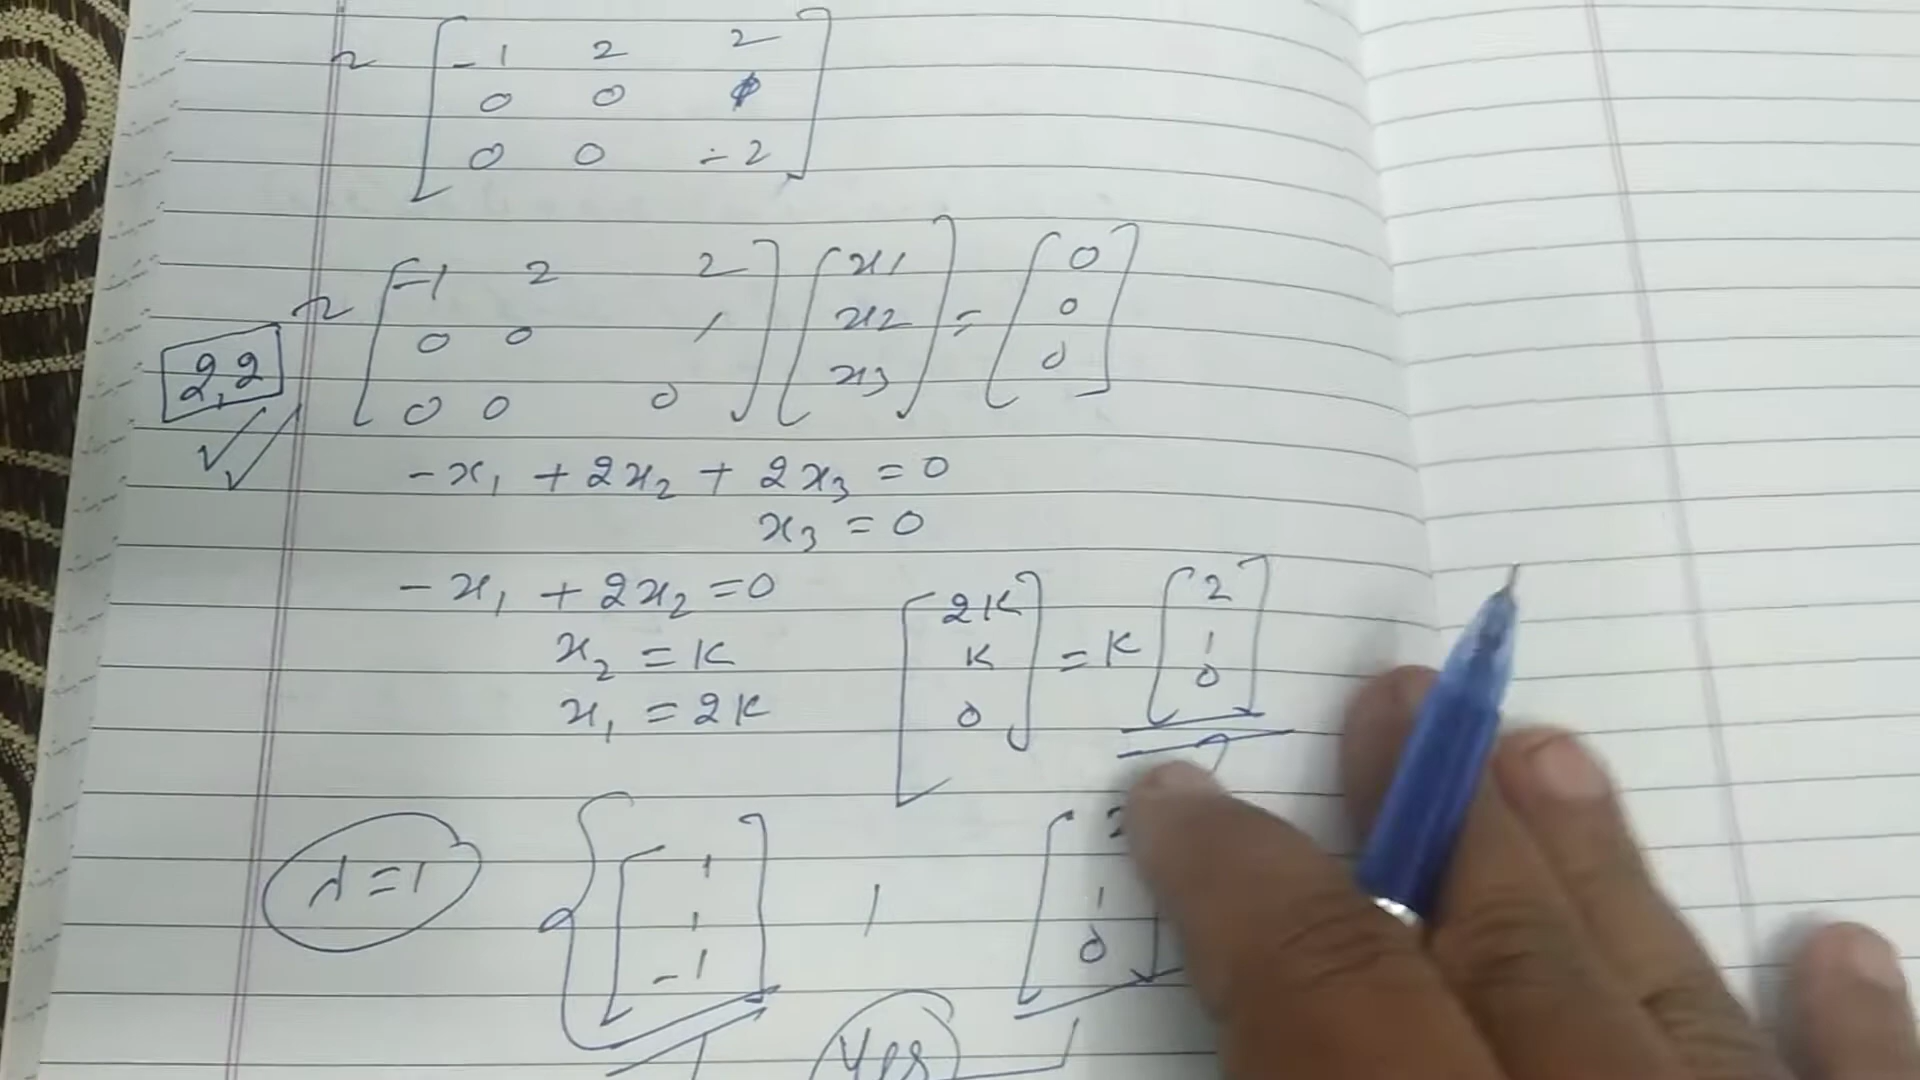 ~ [ -1 2 2
0 0 1
0 0 -2 ]
~ [ -1 2 2
0 0 1
0 0 0 ] [ x1
x2
x3 ] = [ 0
0
0 ]
2,2
-x₁ + 2x₂ + 2x₃ = 0
x₃ = 0
-x₁ + 2x₂ = 0
x₂ = K
x₁ = 2K
[ 2K
K
0 ] = K [ 2
1
0 ]
λ = 1
[ 1
1
-1 ] , [ 2
1
0 ]
Yes